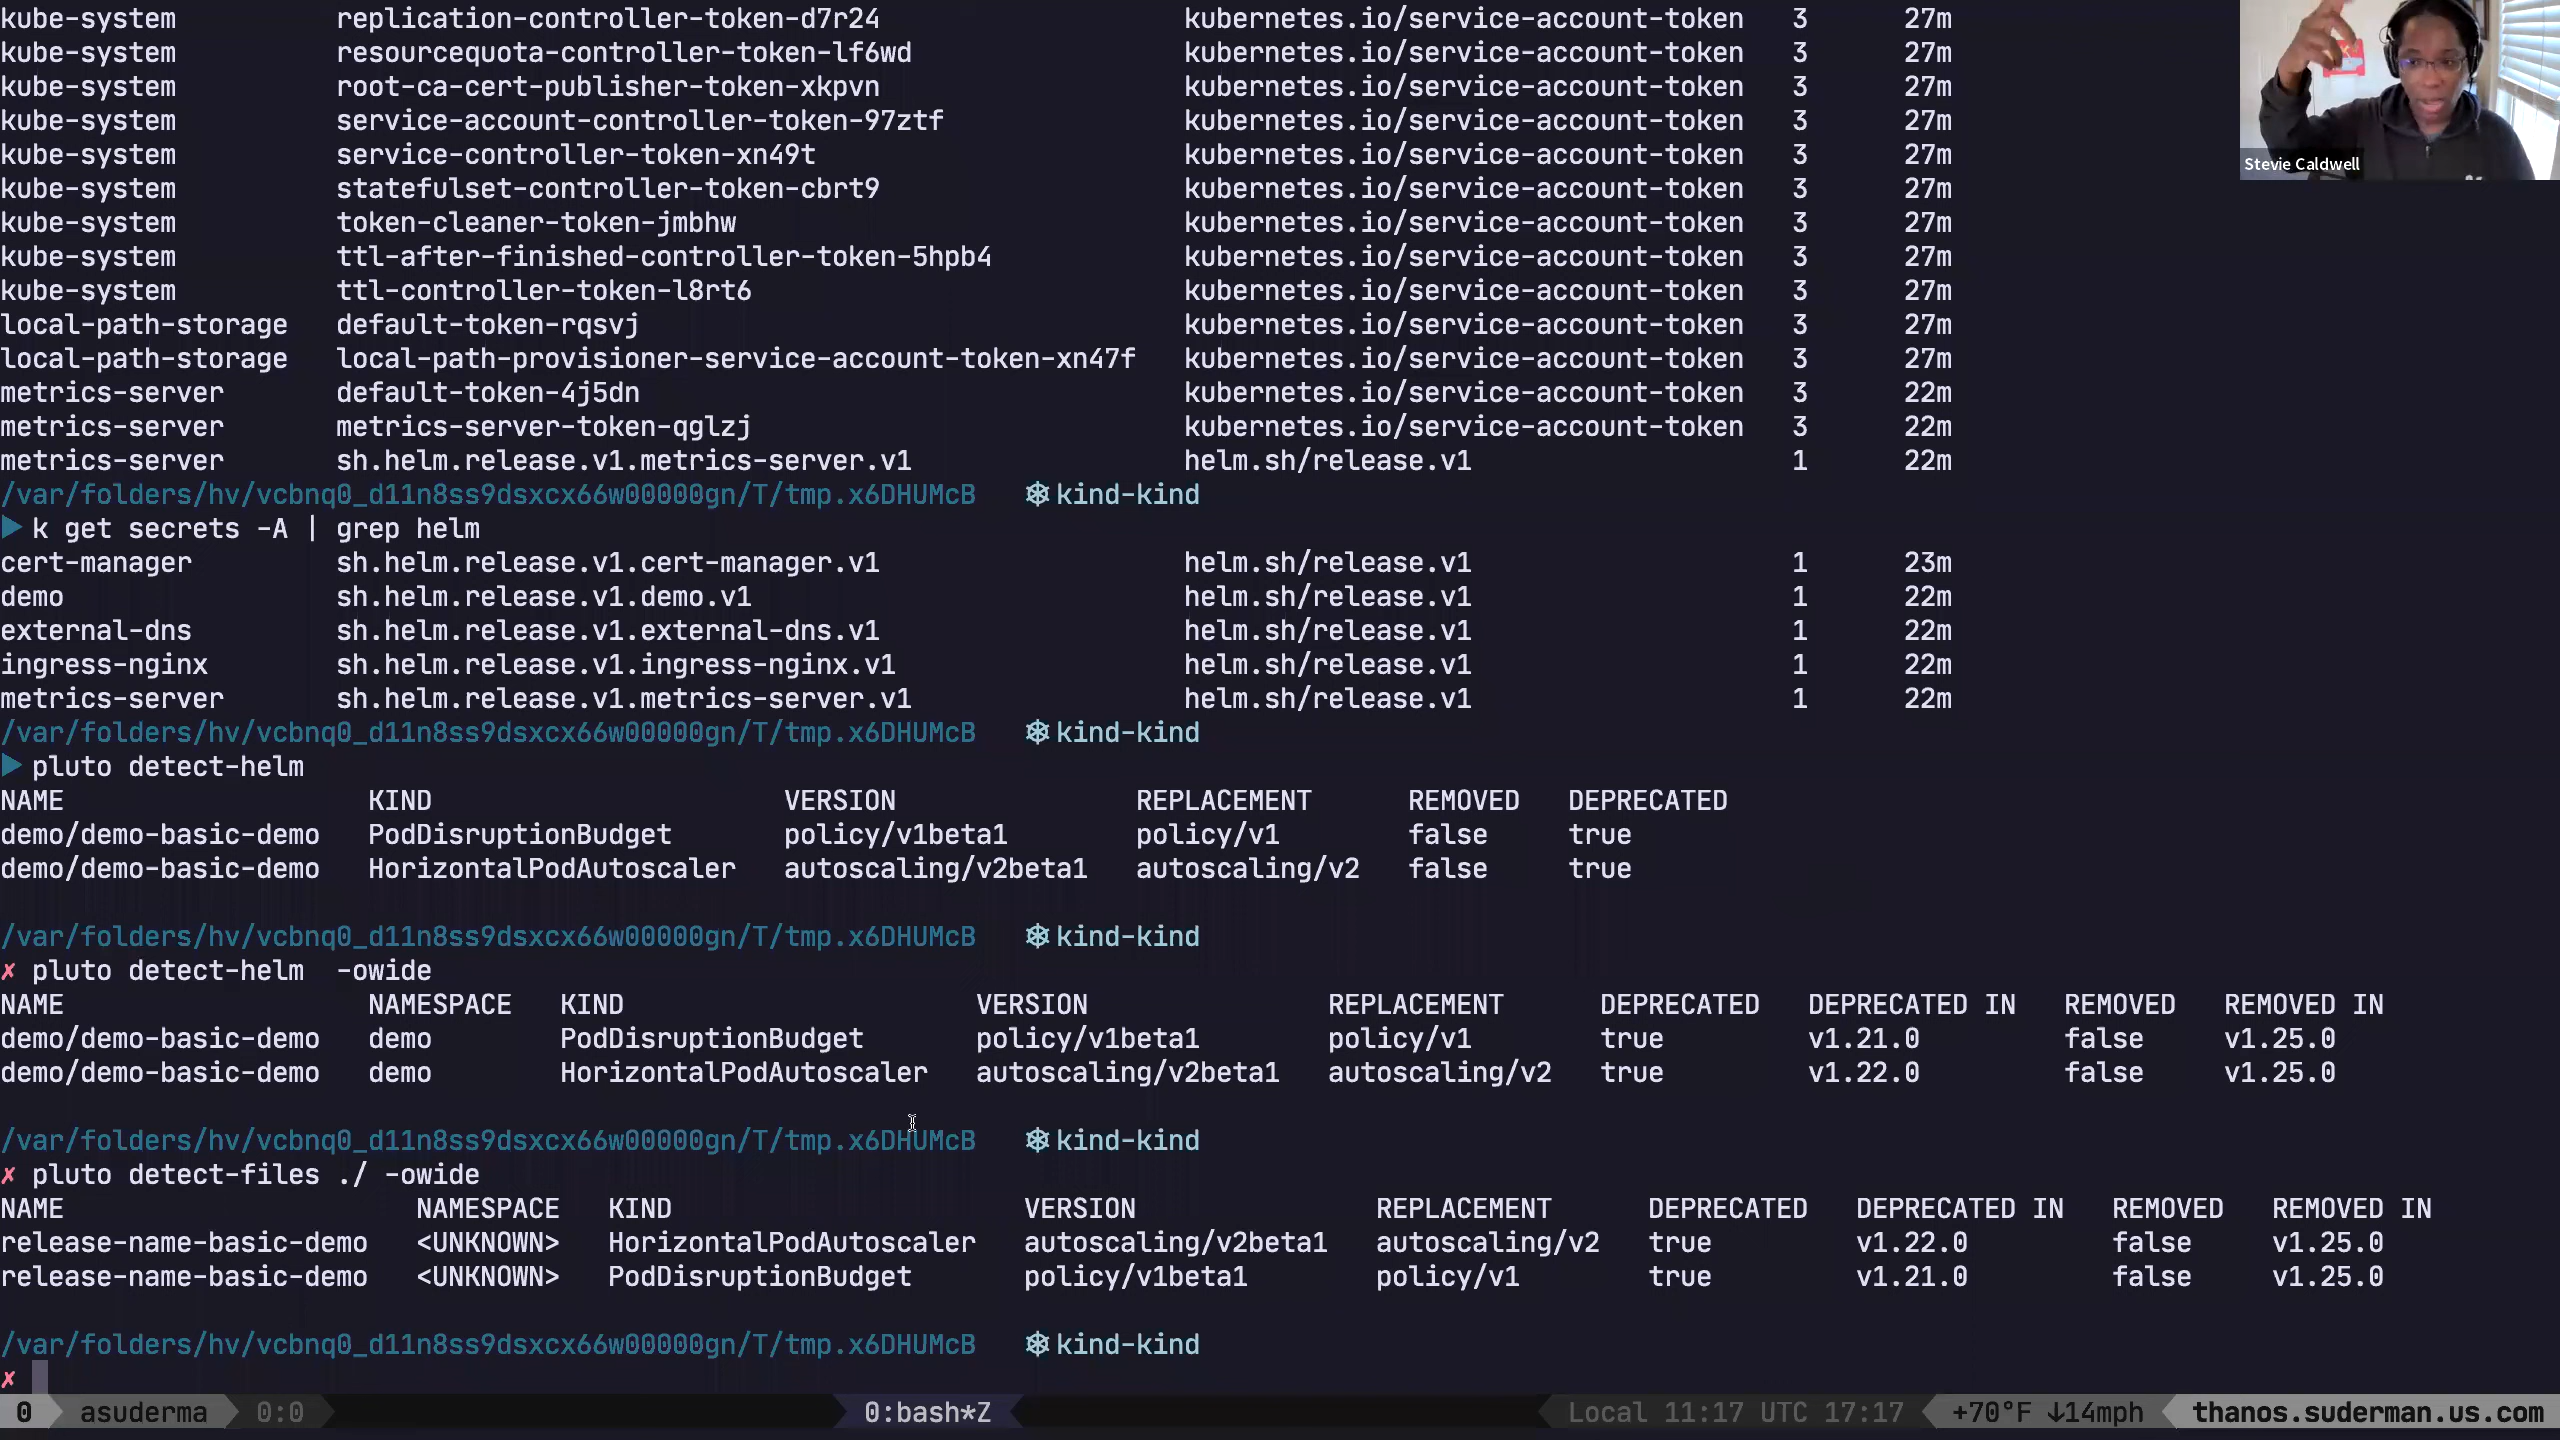 kube-system replication-controller-token-d7r24 kubernetes.io/service-account-token 3 27m
kube-system resourcequota-controller-token-lf6wd kubernetes.io/service-account-token 3 27m
kube-system root-ca-cert-publisher-token-xkpvn kubernetes.io/service-account-token 3 27m
kube-system service-account-controller-token-97ztf kubernetes.io/service-account-token 3 27m
kube-system service-controller-token-xn49t kubernetes.io/service-account-token 3 27m
kube-system statefulset-controller-token-cbrt9 kubernetes.io/service-account-token 3 27m
kube-system token-cleaner-token-jmbhw kubernetes.io/service-account-token 3 27m
kube-system ttl-after-finished-controller-token-5hpb4 kubernetes.io/service-account-token 3 27m
kube-system ttl-controller-token-l8rt6 kubernetes.io/service-account-token 3 27m
local-path-storage default-token-rqsvj kubernetes.io/service-account-token 3 27m
local-path-storage local-path-provisioner-service-account-token-xn47f kubernetes.io/service-account-token 3 27m
metrics-server default-token-4j5dn kubernetes.io/service-account-token 3 22m
metrics-server metrics-server-token-qglzj kubernetes.io/service-account-token 3 22m
metrics-server sh.helm.release.v1.metrics-server.v1 helm.sh/release.v1 1 22m
/var/folders/hv/vcbnq0_d11n8ss9dsxcx66w00000gn/T/tmp.x6DHUMcB ⎈ kind-kind
▶ k get secrets -A | grep helm
cert-manager sh.helm.release.v1.cert-manager.v1 helm.sh/release.v1 1 23m
demo sh.helm.release.v1.demo.v1 helm.sh/release.v1 1 22m
external-dns sh.helm.release.v1.external-dns.v1 helm.sh/release.v1 1 22m
ingress-nginx sh.helm.release.v1.ingress-nginx.v1 helm.sh/release.v1 1 22m
metrics-server sh.helm.release.v1.metrics-server.v1 helm.sh/release.v1 1 22m
/var/folders/hv/vcbnq0_d11n8ss9dsxcx66w00000gn/T/tmp.x6DHUMcB ⎈ kind-kind
▶ pluto detect-helm
NAME KIND VERSION REPLACEMENT REMOVED DEPRECATED
demo/demo-basic-demo PodDisruptionBudget policy/v1beta1 policy/v1 false true
demo/demo-basic-demo HorizontalPodAutoscaler autoscaling/v2beta1 autoscaling/v2 false true
/var/folders/hv/vcbnq0_d11n8ss9dsxcx66w00000gn/T/tmp.x6DHUMcB ⎈ kind-kind
✗ pluto detect-helm -owide
NAME NAMESPACE KIND VERSION REPLACEMENT DEPRECATED DEPRECATED IN REMOVED REMOVED IN
demo/demo-basic-demo demo PodDisruptionBudget policy/v1beta1 policy/v1 true v1.21.0 false v1.25.0
demo/demo-basic-demo demo HorizontalPodAutoscaler autoscaling/v2beta1 autoscaling/v2 true v1.22.0 false v1.25.0
/var/folders/hv/vcbnq0_d11n8ss9dsxcx66w00000gn/T/tmp.x6DHUMcB ⎈ kind-kind
✗ pluto detect-files ./ -owide
NAME NAMESPACE KIND VERSION REPLACEMENT DEPRECATED DEPRECATED IN REMOVED REMOVED IN
release-name-basic-demo <UNKNOWN> HorizontalPodAutoscaler autoscaling/v2beta1 autoscaling/v2 true v1.22.0 false v1.25.0
release-name-basic-demo <UNKNOWN> PodDisruptionBudget policy/v1beta1 policy/v1 true v1.21.0 false v1.25.0
/var/folders/hv/vcbnq0_d11n8ss9dsxcx66w00000gn/T/tmp.x6DHUMcB ⎈ kind-kind
✗
0 asuderma 0:0 0:bash*Z Local 11:17 UTC 17:17 +70°F ↓14mph thanos.suderman.us.com
Stevie Caldwell